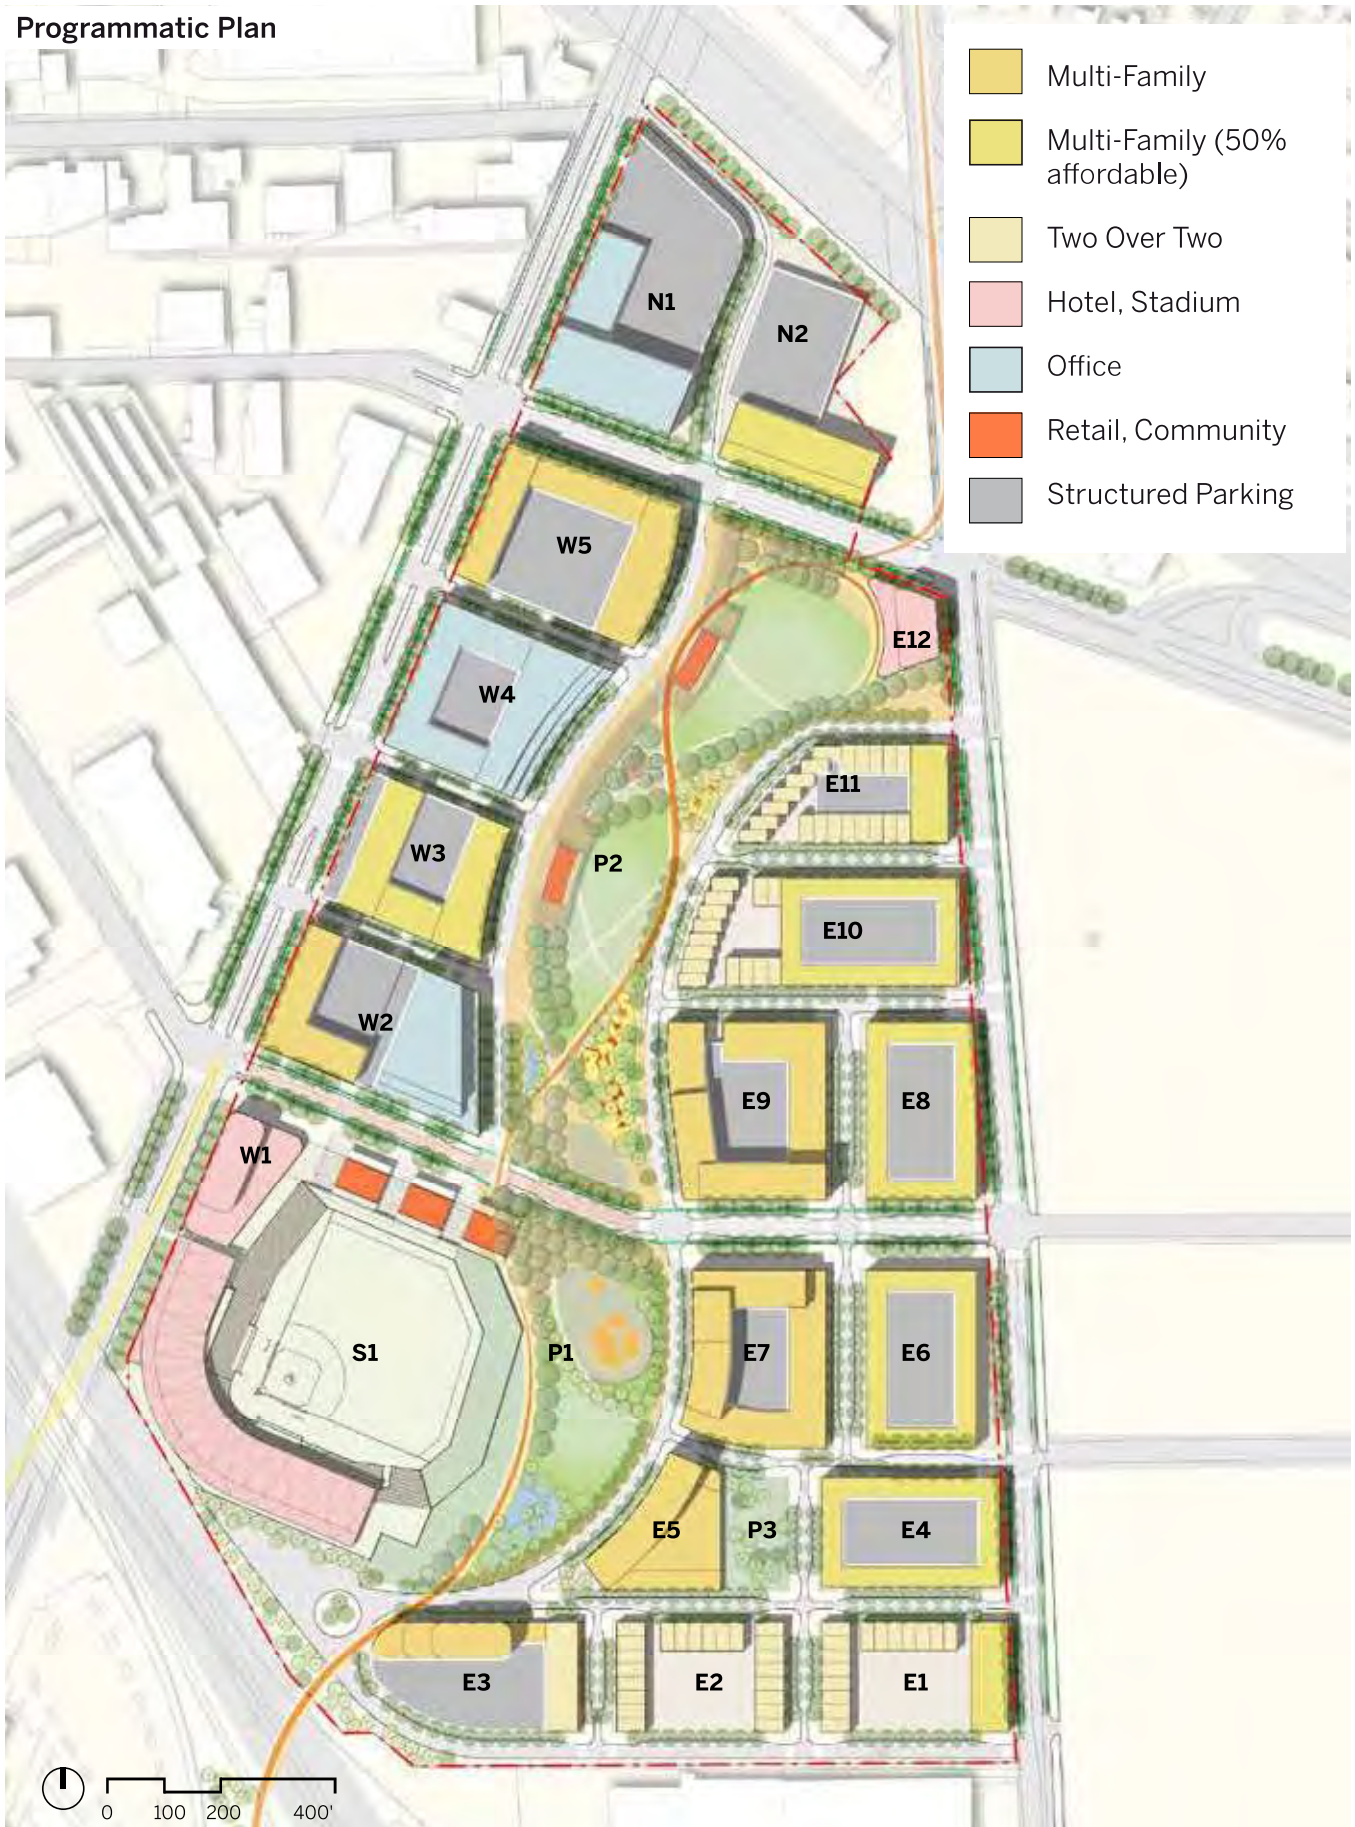 Programmatic Plan
Multi-Family
Multi-Family (50%
affordable)
Two Over Two
Hotel, Stadium
Office
Retail, Community
Structured Parking
N1
N2
W5
E12
W4
E11
W3
P2
E10
W2
E9
E8
W1
S1
P1
E7
E6
E5
P3
E4
E3
E2
E1
0 100 200 400'